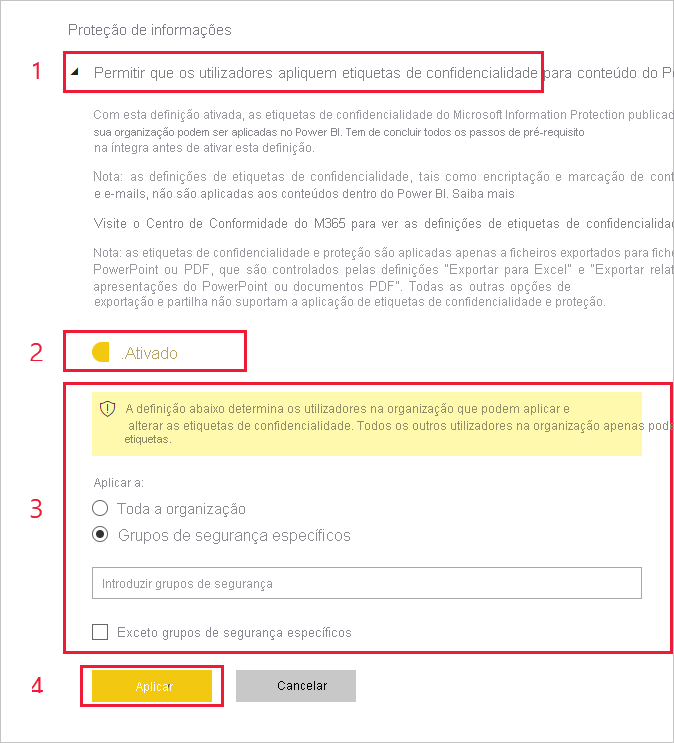 Proteção de informações
1 Permitir que os utilizadores apliquem etiquetas de confidencialidade para conteúdo do
Com esta definição ativada, as etiquetas de confidencialidade do Microsoft Information Protection
sua organização podem ser aplicadas no Power BI. Tem de concluir todos os passos de pré-requisito
na íntegra antes de ativar esta definição.
Nota: as definições de etiquetas de confidencialidade, tais como encriptação e marcação de
e e-mails, não são aplicadas aos conteúdos dentro do Power BI. Saiba mais
Visite o Centro de Conformidade do M365 para ver as definições de etiquetas de
Nota: as etiquetas de confidencialidade e proteção são aplicadas apenas a ficheiros exportados para
PowerPoint ou PDF, que são controlados pelas definições "Exportar para Excel" e "Exportar
apresentações do PowerPoint ou documentos PDF". Todas as outras opções de
exportação e partilha não suportam a aplicação de etiquetas de confidencialidade e proteção.
2 .Ativado
A definição abaixo determina os utilizadores na organização que podem aplicar e
alterar as etiquetas de confidencialidade. Todos os outros utilizadores na organização apenas
etiquetas.
Aplicar a:
3 Toda a organização
Grupos de segurança específicos
Introduzir grupos de segurança
Exceto grupos de segurança específicos
4 Aplicar Cancelar